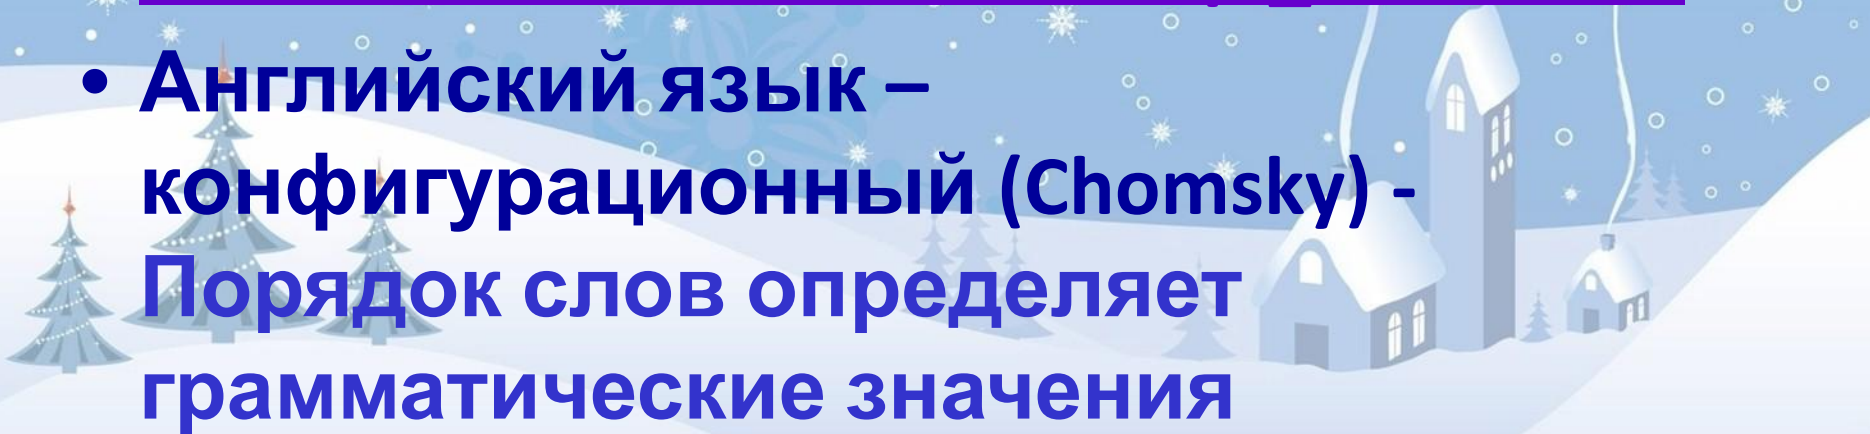 • Английский язык –
конфигурационный (Chomsky) -
Порядок слов определяет
грамматические значения